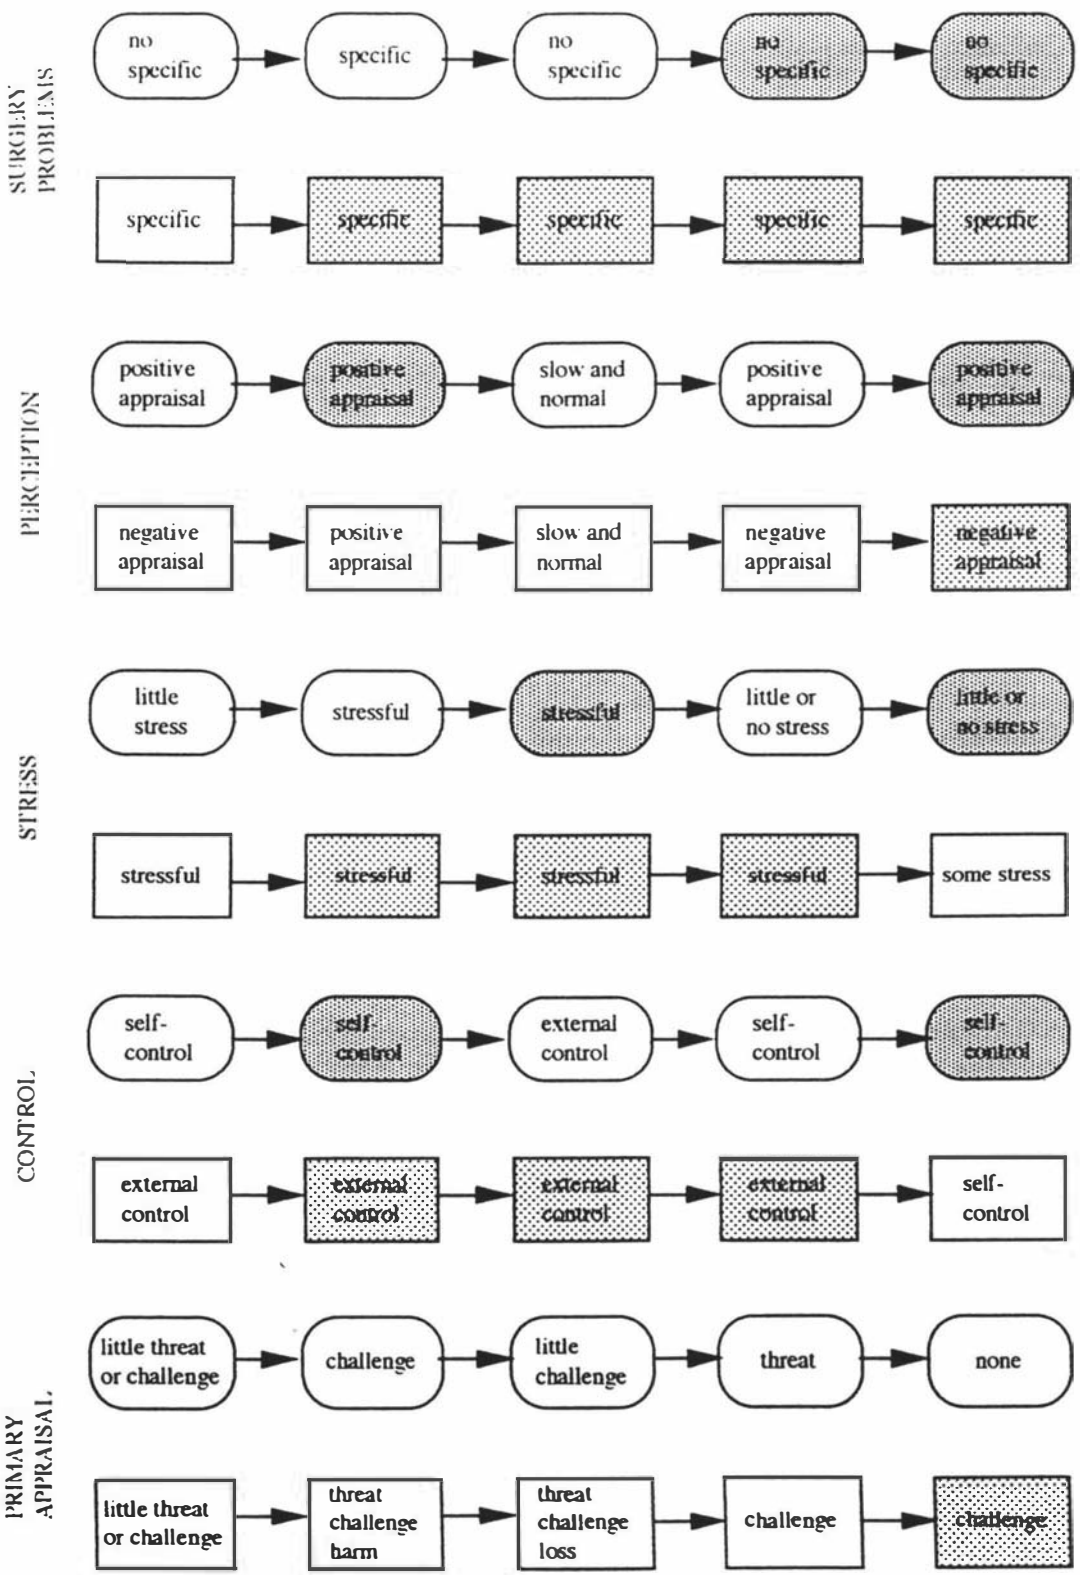 SURGERY
PROBLEMS
no
specific
specific
no
specific
no
specific
no
specific
specific
specific
specific
specific
specific
PERCEPTION
positive
appraisal
positive
appraisal
slow and
normal
positive
appraisal
positive
appraisal
negative
appraisal
positive
appraisal
slow and
normal
negative
appraisal
negative
appraisal
STRESS
little
stress
stressful
stressful
little or
no stress
little or
no stress
stressful
stressful
stressful
stressful
some stress
CONTROL
self-
control
self-
control
external
control
self-
control
self-
control
external
control
external
control
external
control
external
control
self-
control
PRIMARY
APPRAISAL
little threat
or challenge
challenge
little
challenge
threat
none
little threat
or challenge
threat
challenge
harm
threat
challenge
loss
challenge
challenge